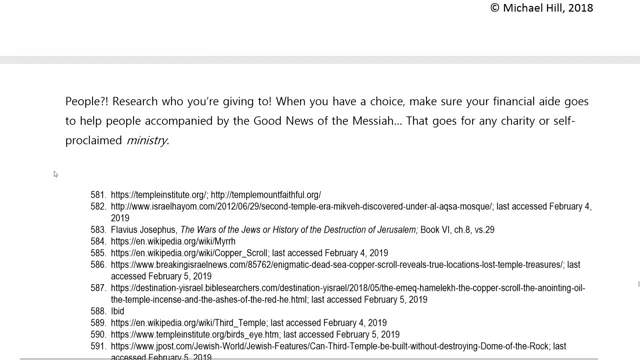 © Michael Hill, 2018
People?! Research who you're giving to! When you have a choice, make sure your financial aide goes
to help people accompanied by the Good News of the Messiah... That goes for any charity or self-
proclaimed ministry.
581. https://templeinstitute.org/; http://templemountfaithful.org/
582. http://www.israelhayom.com/2012/06/29/second-temple-era-mikveh-discovered-under-al-aqsa-mosque/; last accessed February 4,
2019
583. Flavius Josephus, The Wars of the Jews or History of the Destruction of Jerusalem; Book VI, ch.8, vs.29
584. https://en.wikipedia.org/wiki/Myrrh
585. https://en.wikipedia.org/wiki/Copper_Scroll; last accessed February 4, 2019
586. https://www.breakingisraelnews.com/85762/enigmatic-dead-sea-copper-scroll-reveals-true-locations-lost-temple-treasures/; last
accessed February 5, 2019
587. https://destination-yisrael.biblesearchers.com/destination-yisrael/2018/05/the-emeq-hamelekh-the-copper-scroll-the-anointing-oil-
the-temple-incense-and-the-ashes-of-the-red-he.html; last accessed February 5, 2019
588. Ibid
589. https://en.wikipedia.org/wiki/Third_Temple; last accessed February 4, 2019
590. http://www.templeinstitute.org/birds_eye.htm; last accessed February 5, 2019
591. https://www.jpost.com/Jewish-World/Jewish-Features/Can-Third-Temple-be-built-without-destroying-Dome-of-the-Rock; last
accessed February 5, 2019